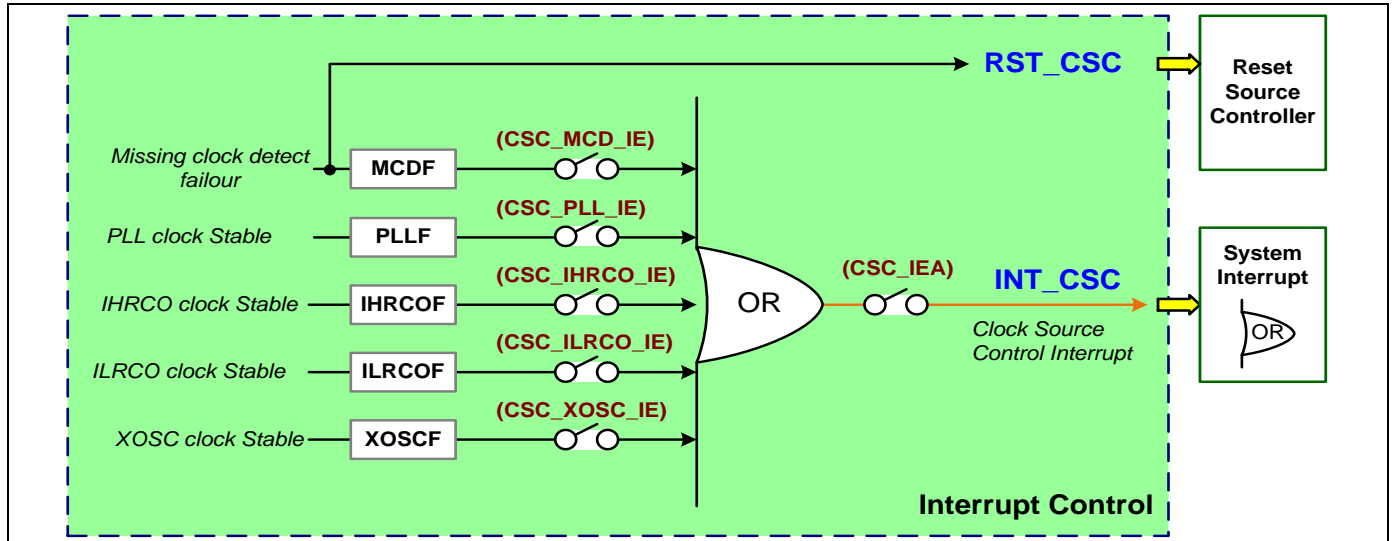 RST_CSC
Reset
Source
Controller
Missing clock detect
failour
MCDF
(CSC_MCD_IE)
PLL clock Stable
PLLF
(CSC_PLL_IE)
IHRCO clock Stable
IHRCOF
(CSC_IHRCO_IE)
ILRCO clock Stable
ILRCOF
(CSC_ILRCO_IE)
XOSC clock Stable
XOSCF
(CSC_XOSC_IE)
OR
(CSC_IEA)
INT_CSC
Clock Source
Control Interrupt
System
Interrupt
OR
Interrupt Control